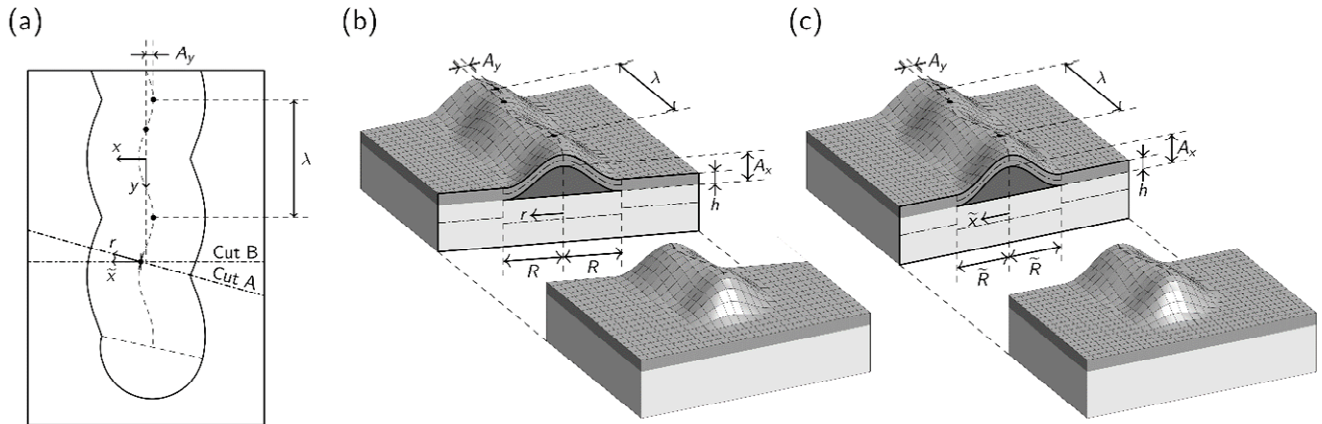 (a)
A_y
x
y
λ
r
x̃
Cut B
Cut A
(b)
A_y
λ
A_x
h
r
R
R
(c)
A_y
λ
A_x
h
x̃
R̃
R̃